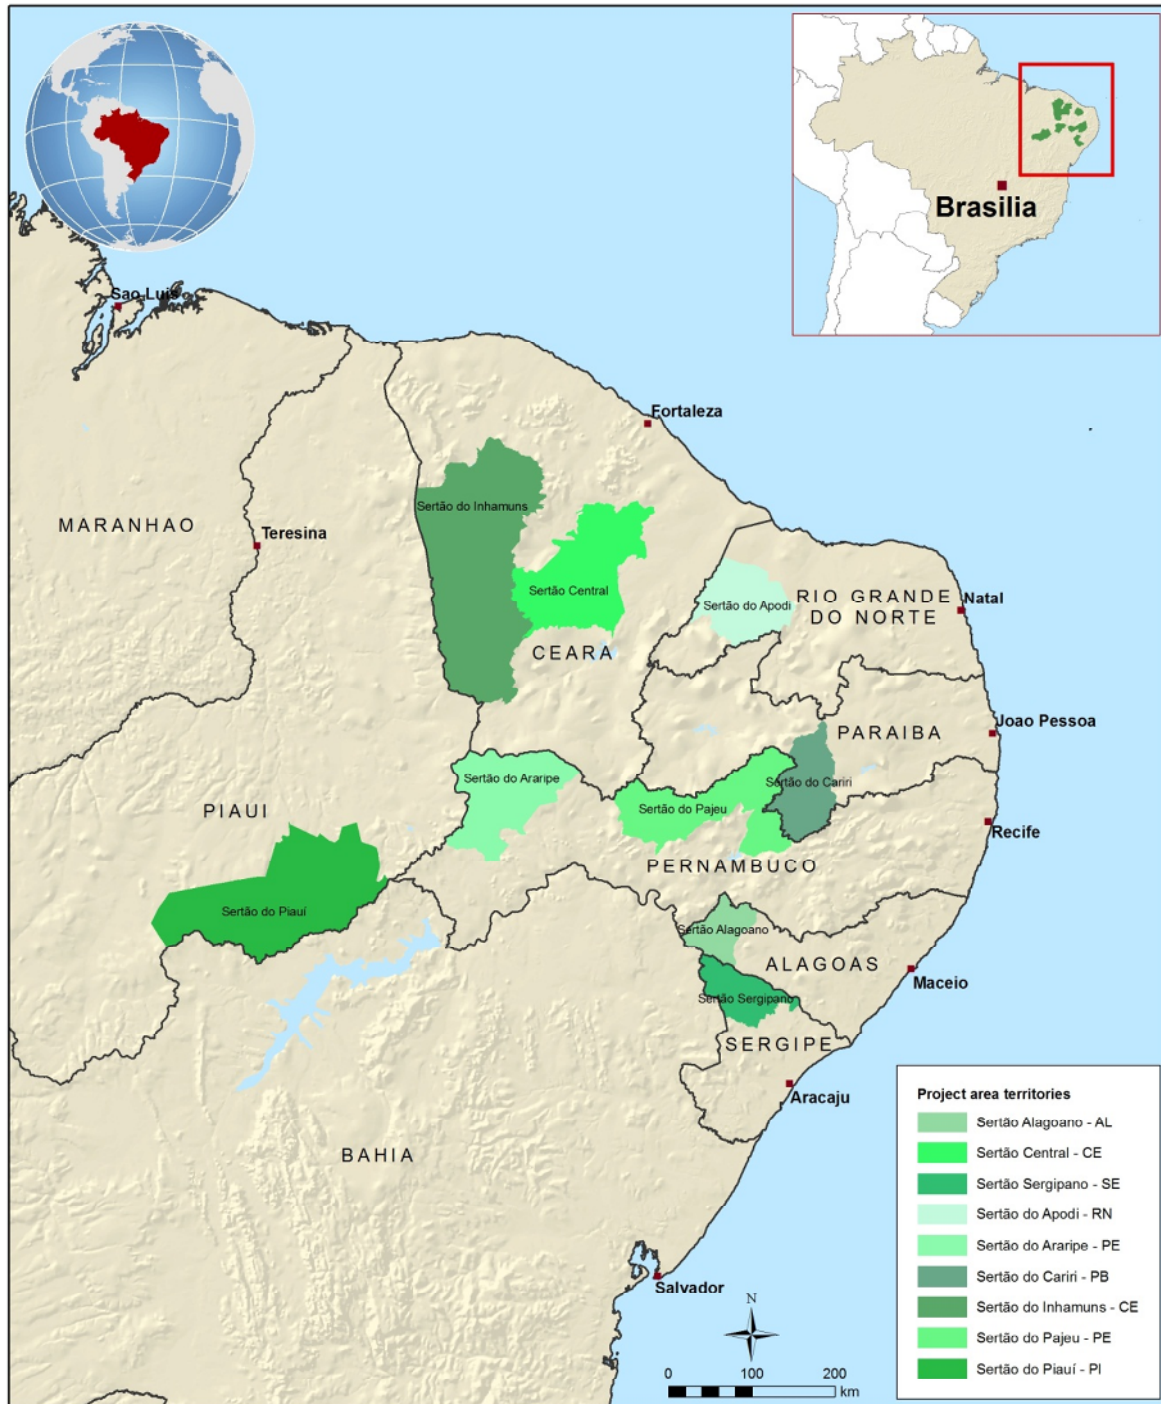 Brasilia
Sao Luis
Fortaleza
Sertão do Inhamuns
MARANHAO
Teresina
Sertão Central
Sertão do Apodi
RIO GRANDE
DO NORTE
Natal
CEARA
Joao Pessoa
PARAIBA
Sertão do Araripe
Sertão do Cariri
PIAUI
Sertão do Pajeu
Recife
PERNAMBUCO
Sertão do Piauí
Sertão Alagoano
ALAGOAS
Maceio
Sertão Sergipano
SERGIPE
Aracaju
BAHIA
Salvador
N
0 100 200
km
Project area territories
Sertão Alagoano - AL
Sertão Central - CE
Sertão Sergipano - SE
Sertão do Apodi - RN
Sertão do Araripe - PE
Sertão do Cariri - PB
Sertão do Inhamuns - CE
Sertão do Pajeu - PE
Sertão do Piauí - PI